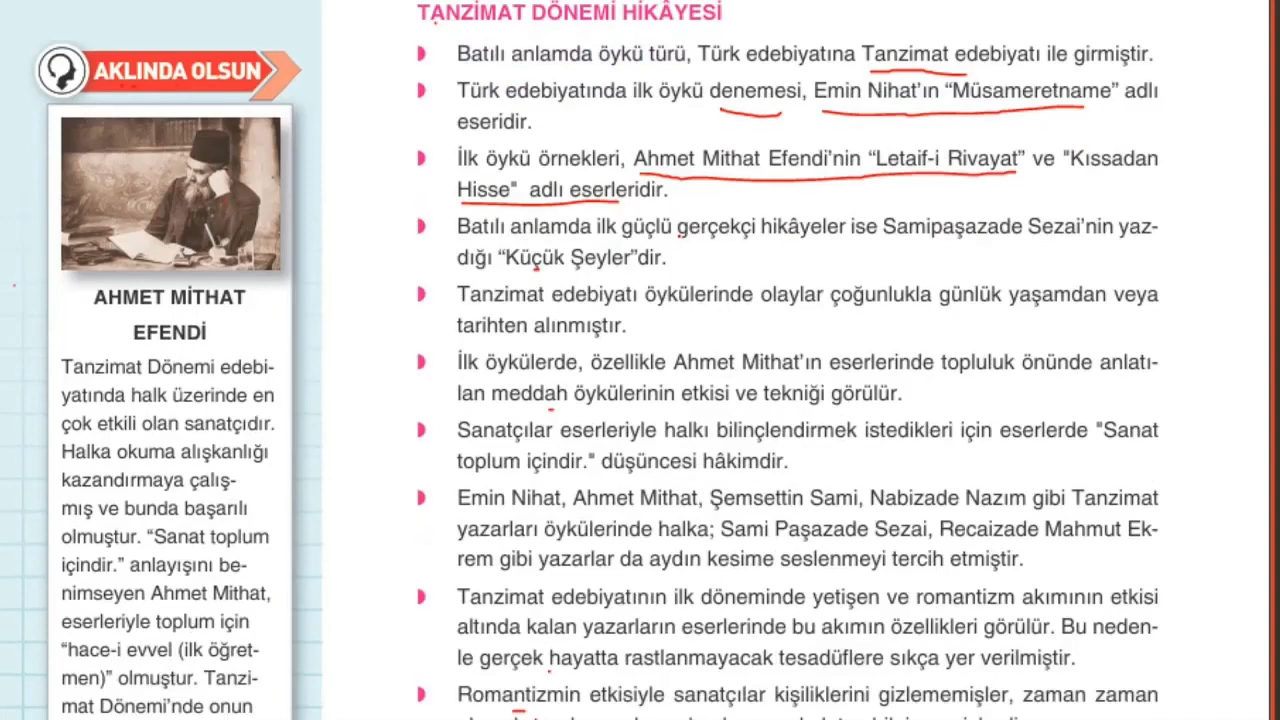 TANZİMAT DÖNEMİ HİKÂYESİ
Batılı anlamda öykü türü, Türk edebiyatına Tanzimat edebiyatı ile girmiştir.
Türk edebiyatında ilk öykü denemesi, Emin Nihat’ın “Müsameretname” adlı
eseridir.
İlk öykü örnekleri, Ahmet Mithat Efendi’nin “Letaif-i Rivayat” ve "Kıssadan
Hisse" adlı eserleridir.
Batılı anlamda ilk güçlü gerçekçi hikâyeler ise Samipaşazade Sezai’nin yaz-
dığı “Küçük Şeyler”dir.
Tanzimat edebiyatı öykülerinde olaylar çoğunlukla günlük yaşamdan veya
tarihten alınmıştır.
İlk öykülerde, özellikle Ahmet Mithat’ın eserlerinde topluluk önünde anlatı-
lan meddah öykülerinin etkisi ve tekniği görülür.
Sanatçılar eserleriyle halkı bilinçlendirmek istedikleri için eserlerde "Sanat
toplum içindir." düşüncesi hâkimdir.
Emin Nihat, Ahmet Mithat, Şemsettin Sami, Nabizade Nazım gibi Tanzimat
yazarları öykülerinde halka; Sami Paşazade Sezai, Recaizade Mahmut Ek-
rem gibi yazarlar da aydın kesime seslenmeyi tercih etmiştir.
Tanzimat edebiyatının ilk döneminde yetişen ve romantizm akımının etkisi
altında kalan yazarların eserlerinde bu akımın özellikleri görülür. Bu neden-
le gerçek hayatta rastlanmayacak tesadüflere sıkça yer verilmiştir.
Romantizmin etkisiyle sanatçılar kişiliklerini gizlememişler, zaman zaman
AKLINDA OLSUN
AHMET MİTHAT
EFENDİ
Tanzimat Dönemi edebi-
yatında halk üzerinde en
çok etkili olan sanatçıdır.
Halka okuma alışkanlığı
kazandırmaya çalış-
mış ve bunda başarılı
olmuştur. “Sanat toplum
içindir.” anlayışını be-
nimseyen Ahmet Mithat,
eserleriyle toplum için
“hace-i evvel (ilk öğret-
men)” olmuştur. Tanzi-
mat Dönemi’nde onun